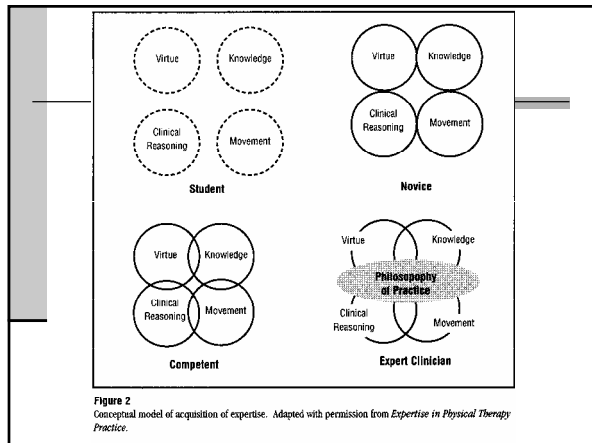 Virtue
Knowledge
Clinical
Reasoning
Movement
Student
Virtue
Knowledge
Clinical
Reasoning
Movement
Novice
Virtue
Knowledge
Clinical
Reasoning
Movement
Competent
Virtue
Knowledge
Philosopophy
of Practice
Clinical
Reasoning
Movement
Expert Clinician
Figure 2
Conceptual model of acquisition of expertise. Adapted with permission from Expertise in Physical Therapy
Practice.